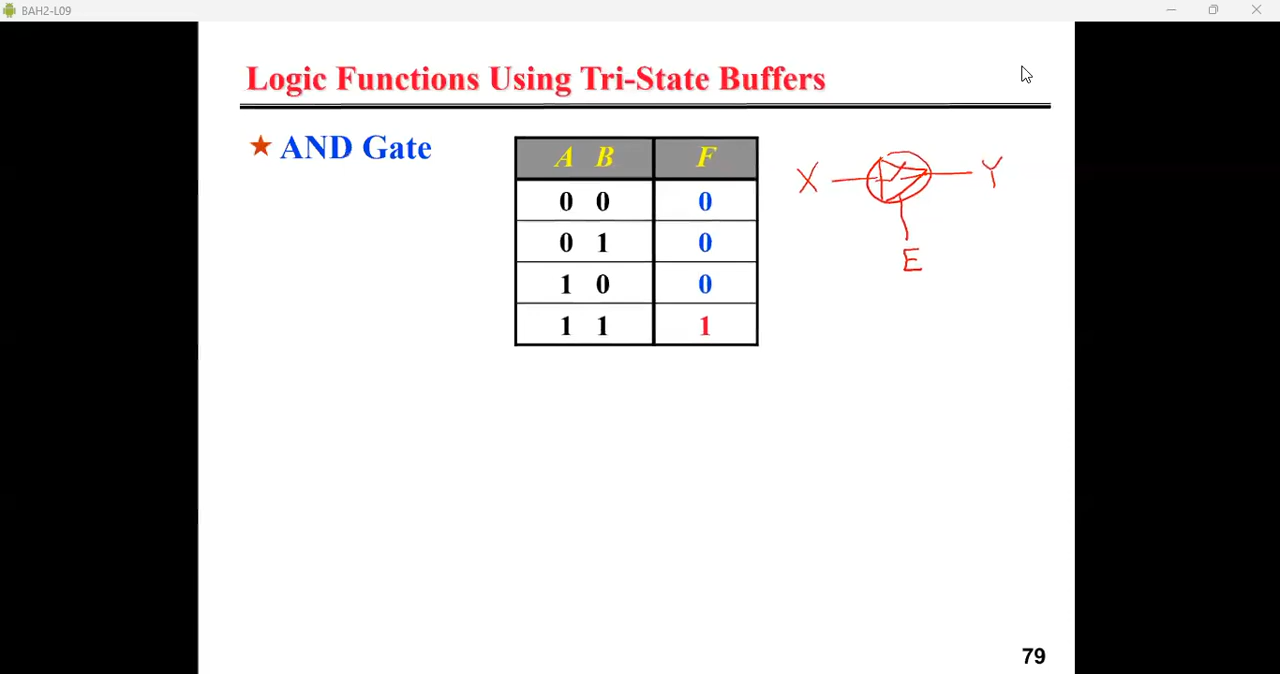 BAH2-L09
Logic Functions Using Tri-State Buffers
★ AND Gate
A B F
0 0 0
0 1 0
1 0 0
1 1 1
X Y
E
79